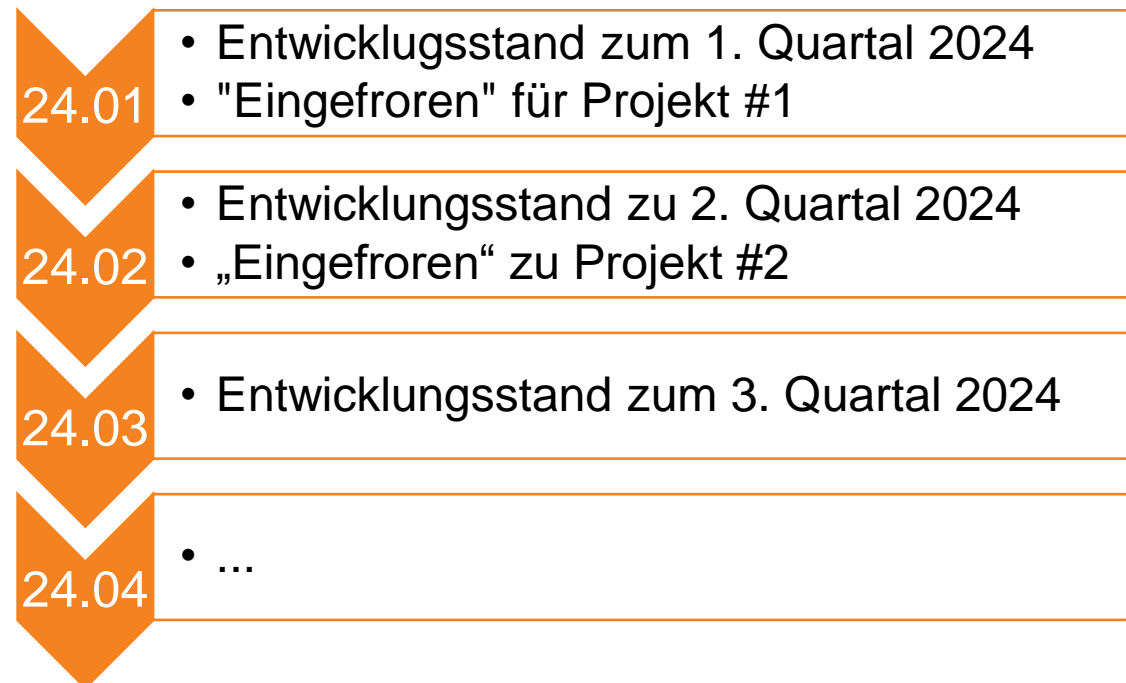 24.01
• Entwicklugsstand zum 1. Quartal 2024
• "Eingefroren" für Projekt #1
24.02
• Entwicklungsstand zu 2. Quartal 2024
• „Eingefroren“ zu Projekt #2
24.03
• Entwicklungsstand zum 3. Quartal 2024
24.04
• ...